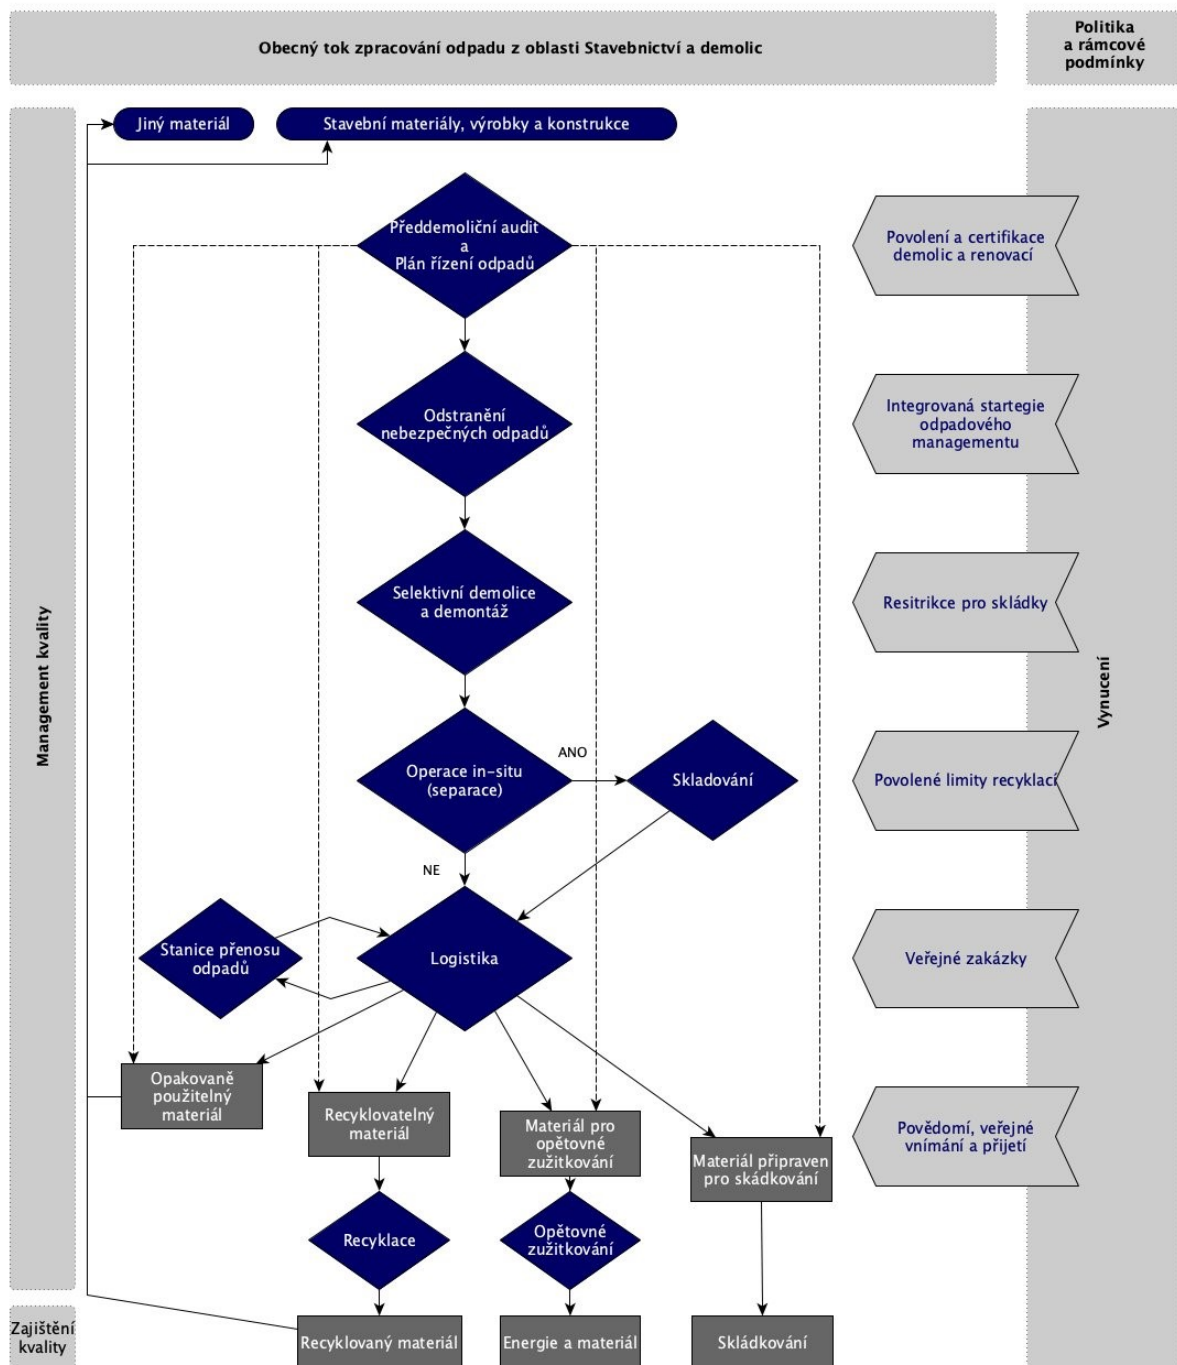 Obecný tok zpracování odpadu z oblasti Stavebnictví a demolic
Politika
a rámcové
podmínky
Jiný materiál
Stavební materiály, výrobky a konstrukce
Předdemoliční audit
a
Plán řízení odpadů
Povolení a certifikace
demolic a renovací
Odstranění
nebezpečných odpadů
Integrovaná startegie
odpadového
managementu
Selektivní demolice
a demontáž
Resitrikce pro skládky
Management kvality
Vynucení
Operace in-situ
(separace)
ANO
Skladování
Povolené limity recyklací
NE
Stanice přenosu
odpadů
Logistika
Veřejné zakázky
Opakovaně
použitelný
materiál
Recyklovatelný
materiál
Materiál pro
opětovné
zužitkování
Materiál připraven
pro skádkování
Povědomí, veřejné
vnímání a přijetí
Recyklace
Opětovné
zužitkování
Zajištění
kvality
Recyklovaný materiál
Energie a materiál
Skládkování